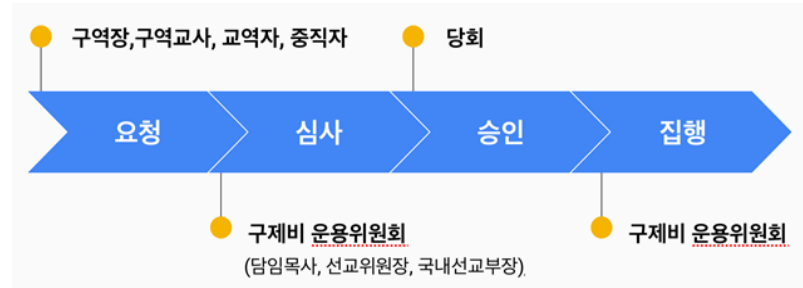 구역장,구역교사, 교역자, 중직자
당회
요청
심사
승인
집행
구제비 운용위원회
(담임목사, 선교위원장, 국내선교부장)
구제비 운용위원회